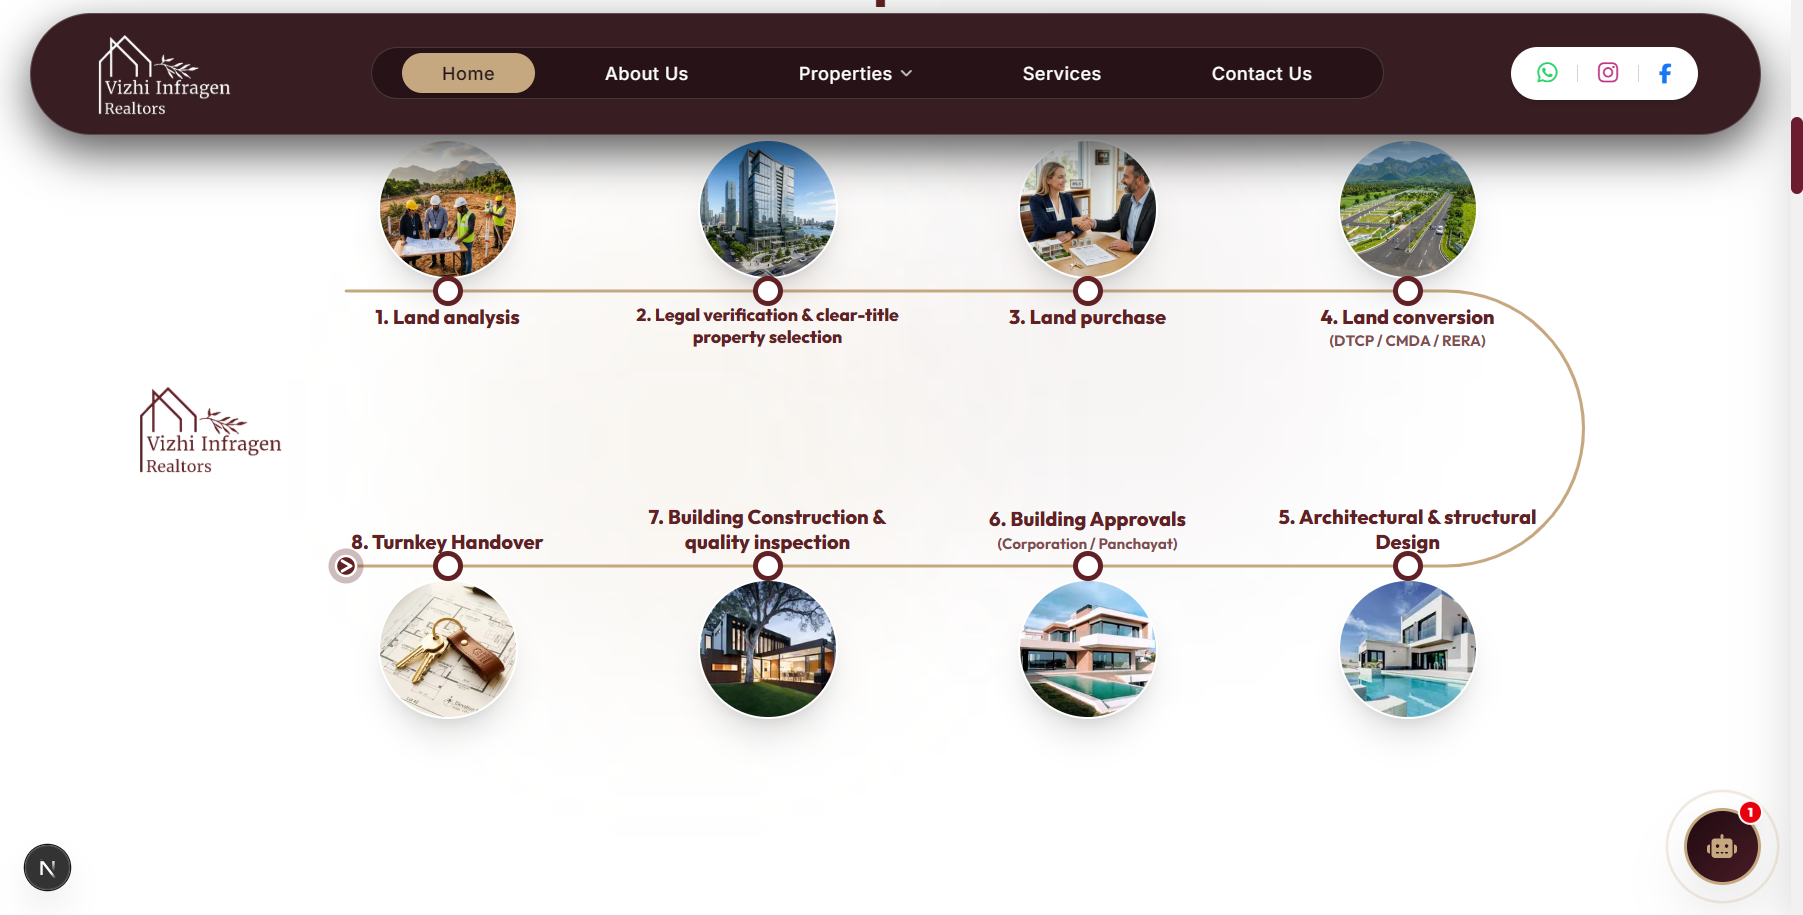 Vizhi Infragen
Realtors
Home
About Us
Properties
Services
Contact Us
1. Land analysis
2. Legal verification & clear-title
property selection
3. Land purchase
4. Land conversion
(DTCP / CMDA / RERA)
Vizhi Infragen
Realtors
8. Turnkey Handover
7. Building Construction &
quality inspection
6. Building Approvals
(Corporation / Panchayat)
5. Architectural & structural
Design
N
1